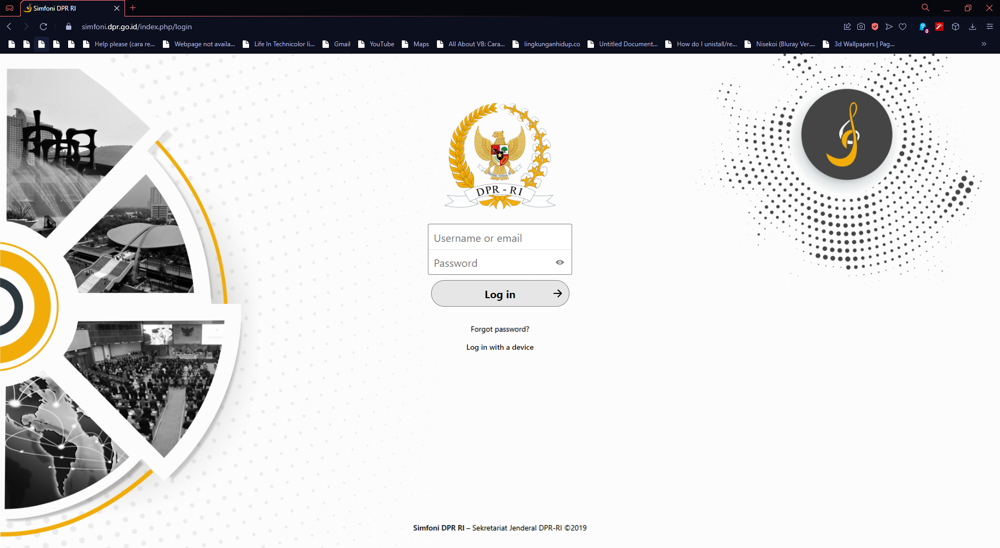 Simfoni DPR RI
simfoni.dpr.go.id/index.php/login
0
Help please (cara re...
Webpage not availa...
Life In Technicolor li...
Gmail
YouTube
Maps
All About VB: Cara...
lingkunganhidup.co
Untitled Document...
How do I unistall/re...
Nisekoi (Bluray Ver....
3d Wallpapers | Pag...
DPR - RI
Username or email
Password
Log in
Forgot password?
Log in with a device
Simfoni DPR RI – Sekretariat Jenderal DPR-RI ©2019